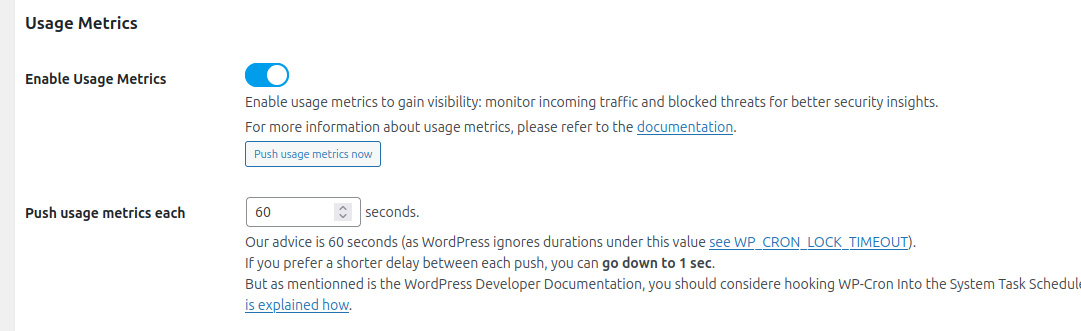 Usage Metrics
Enable Usage Metrics
Enable usage metrics to gain visibility: monitor incoming traffic and blocked threats for better security insights.
For more information about usage metrics, please refer to the documentation.
Push usage metrics now
Push usage metrics each
60 seconds.
Our advice is 60 seconds (as WordPress ignores durations under this value see WP_CRON_LOCK_TIMEOUT).
If you prefer a shorter delay between each push, you can go down to 1 sec.
But as mentionned is the WordPress Developer Documentation, you should considere hooking WP-Cron Into the System Task
is explained how.